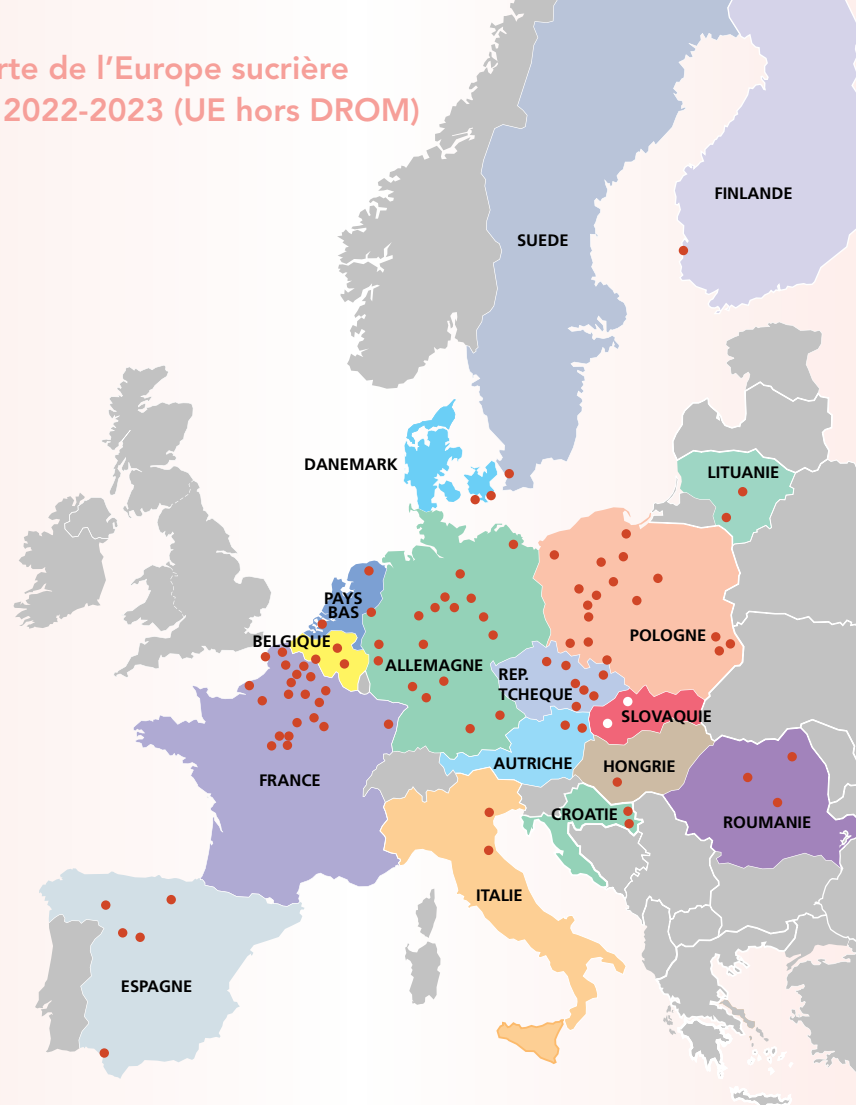 rte de l'Europe sucrière
2022-2023 (UE hors DROM)
FINLANDE
SUEDE
DANEMARK
LITUANIE
PAYS
BAS
BELGIQUE
POLOGNE
ALLEMAGNE
REP.
TCHEQUE
SLOVAQUIE
AUTRICHE
HONGRIE
FRANCE
CROATIE
ROUMANIE
ITALIE
ESPAGNE